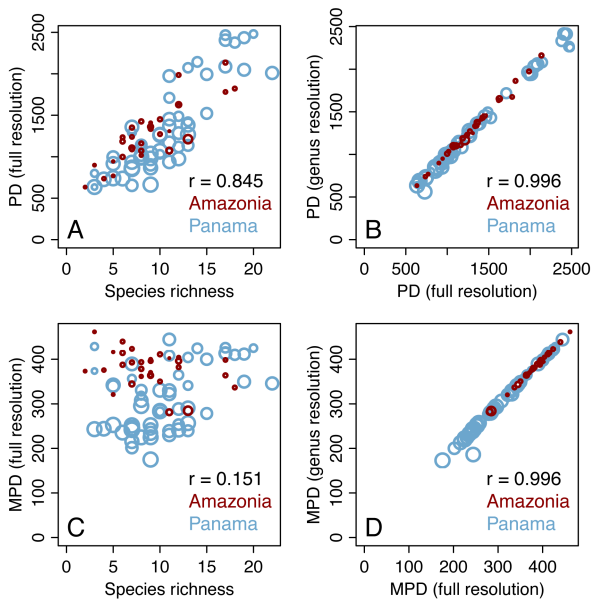 2500
1500
500
0
PD (full resolution)
r = 0.845
Amazonia
Panama
A
0 5 10 15 20
Species richness
2500
1500
500
0
PD (genus resolution)
r = 0.996
Amazonia
Panama
B
0 500 1500 2500
PD (full resolution)
400
300
200
100
0
MPD (full resolution)
r = 0.151
Amazonia
Panama
C
0 5 10 15 20
Species richness
400
300
200
100
0
MPD (genus resolution)
r = 0.996
Amazonia
Panama
D
0 100 200 300 400
MPD (full resolution)